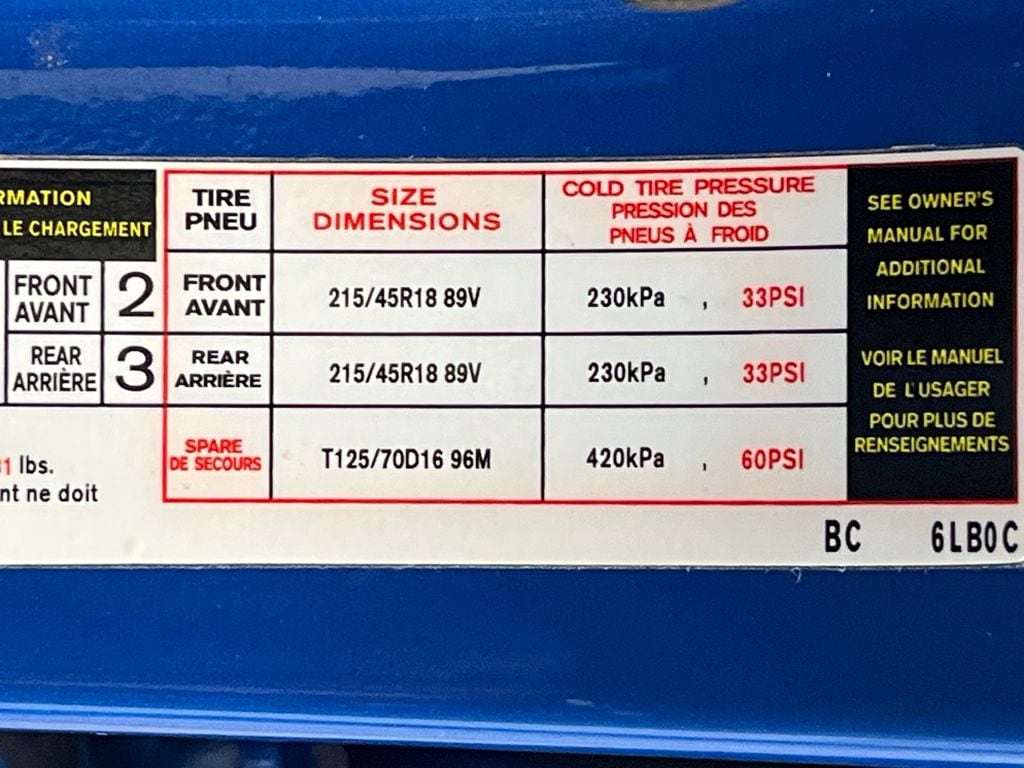 RMATION
LE CHARGEMENT
FRONT
AVANT
2
REAR
ARRIÈRE
3
1 lbs.
nt ne doit
TIRE
PNEU
SIZE
DIMENSIONS
COLD TIRE PRESSURE
PRESSION DES
PNEUS À FROID
FRONT
AVANT
215/45R18 89V
230kPa , 33PSI
REAR
ARRIÈRE
215/45R18 89V
230kPa , 33PSI
SPARE
DE SECOURS
T125/70D16 96M
420kPa , 60PSI
SEE OWNER'S
MANUAL FOR
ADDITIONAL
INFORMATION
VOIR LE MANUEL
DE L'USAGER
POUR PLUS DE
RENSEIGNEMENTS
BC 6LB0C